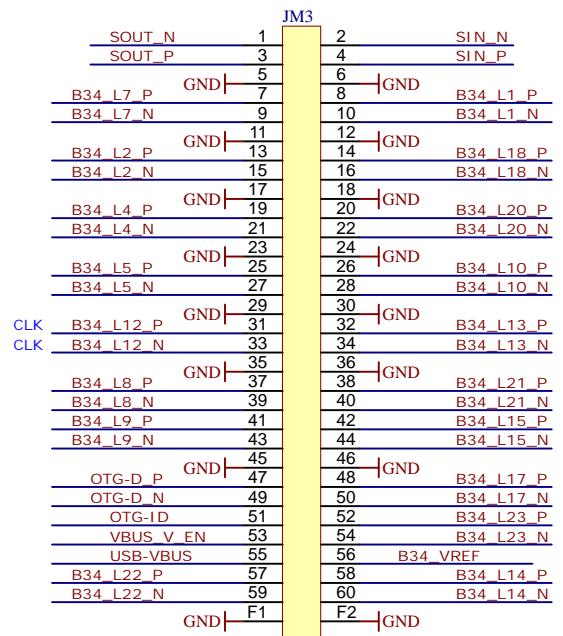 JM3
SOUT_N 1 2 SIN_N
SOUT_P 3 4 SIN_P
GND 5 6 GND
B34_L7_P 7 8 B34_L1_P
B34_L7_N 9 10 B34_L1_N
GND 11 12 GND
B34_L2_P 13 14 B34_L18_P
B34_L2_N 15 16 B34_L18_N
GND 17 18 GND
B34_L4_P 19 20 B34_L20_P
B34_L4_N 21 22 B34_L20_N
GND 23 24 GND
B34_L5_P 25 26 B34_L10_P
B34_L5_N 27 28 B34_L10_N
GND 29 30 GND
CLK B34_L12_P 31 32 B34_L13_P
CLK B34_L12_N 33 34 B34_L13_N
GND 35 36 GND
B34_L8_P 37 38 B34_L21_P
B34_L8_N 39 40 B34_L21_N
B34_L9_P 41 42 B34_L15_P
B34_L9_N 43 44 B34_L15_N
GND 45 46 GND
OTG-D_P 47 48 B34_L17_P
OTG-D_N 49 50 B34_L17_N
OTG-ID 51 52 B34_L23_P
VBUS_V_EN 53 54 B34_L23_N
USB-VBUS 55 56 B34_VREF
B34_L22_P 57 58 B34_L14_P
B34_L22_N 59 60 B34_L14_N
GND F1 F2 GND